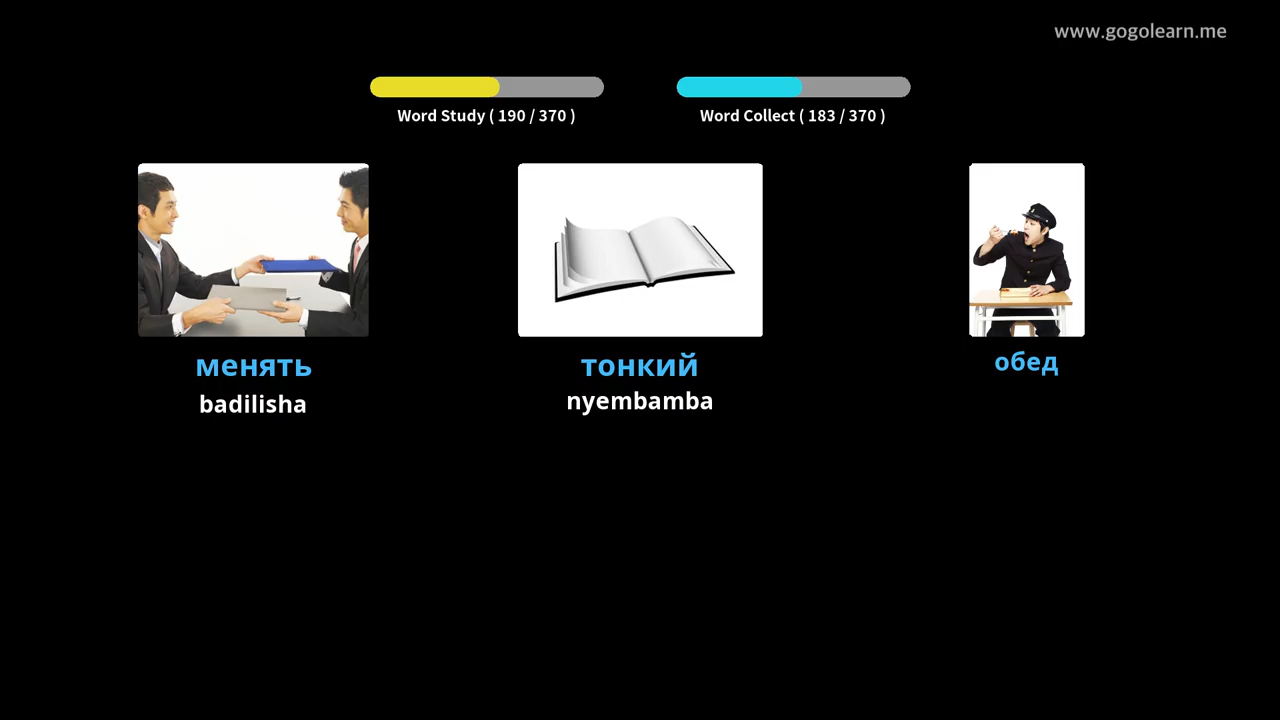 www.gogolearn.me
Word Study ( 190 / 370 )
Word Collect ( 183 / 370 )
менять
badilisha
тонкий
nyembamba
обед